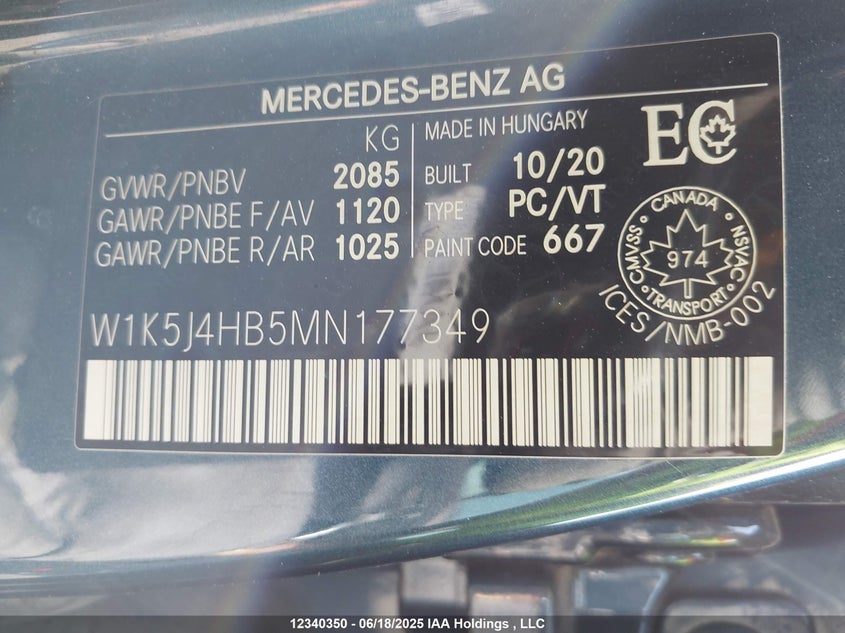 MERCEDES-BENZ AG
KG
GVWR/PNBV 2085
GAWR/PNBE F/AV 1120
GAWR/PNBE R/AR 1025
MADE IN HUNGARY
BUILT 10/20
TYPE PC/VT
PAINT CODE 667
EC
CANADA
CMVSS
NSVAC
974
TRANSPORT
ICES/NMB-002
W1K5J4HB5MN177349
12340350 - 06/18/2025 IAA Holdings , LLC